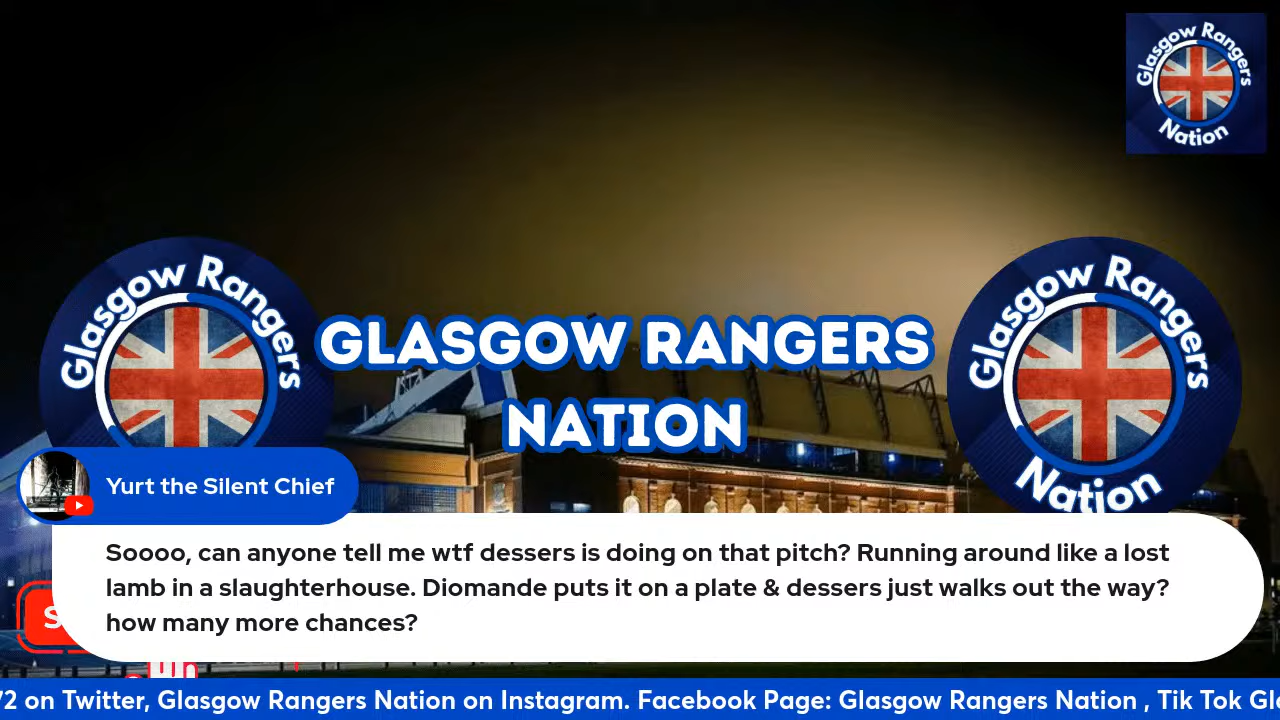 Glasgow Rangers
Nation
Glasgow Rangers
Glasgow Rangers
GLASGOW RANGERS
NATION
Nation
Yurt the Silent Chief
Soooo, can anyone tell me wtf dessers is doing on that pitch? Running around like a lost
lamb in a slaughterhouse. Diomande puts it on a plate & dessers just walks out the way?
how many more chances?
72 on Twitter, Glasgow Rangers Nation on Instagram. Facebook Page: Glasgow Rangers Nation , Tik Tok